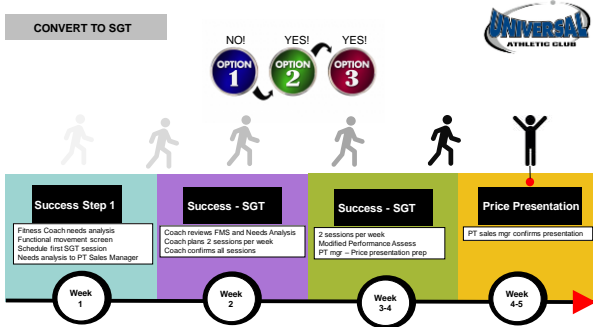 CONVERT TO SGT
NO!
YES!
YES!
OPTION
1
OPTION
2
OPTION
3
UNIVERSAL
ATHLETIC CLUB
Success Step 1
Fitness Coach needs analysis
Functional movement screen
Schedule first SGT session
Needs analysis to PT Sales Manager
Success - SGT
Coach reviews FMS and Needs Analysis
Coach plans 2 sessions per week
Coach confirms all sessions
Success - SGT
2 sessions per week
Modified Performance Assess
PT mgr – Price presentation prep
Price Presentation
PT sales mgr confirms presentation
Week
1
Week
2
Week
3-4
Week
4-5